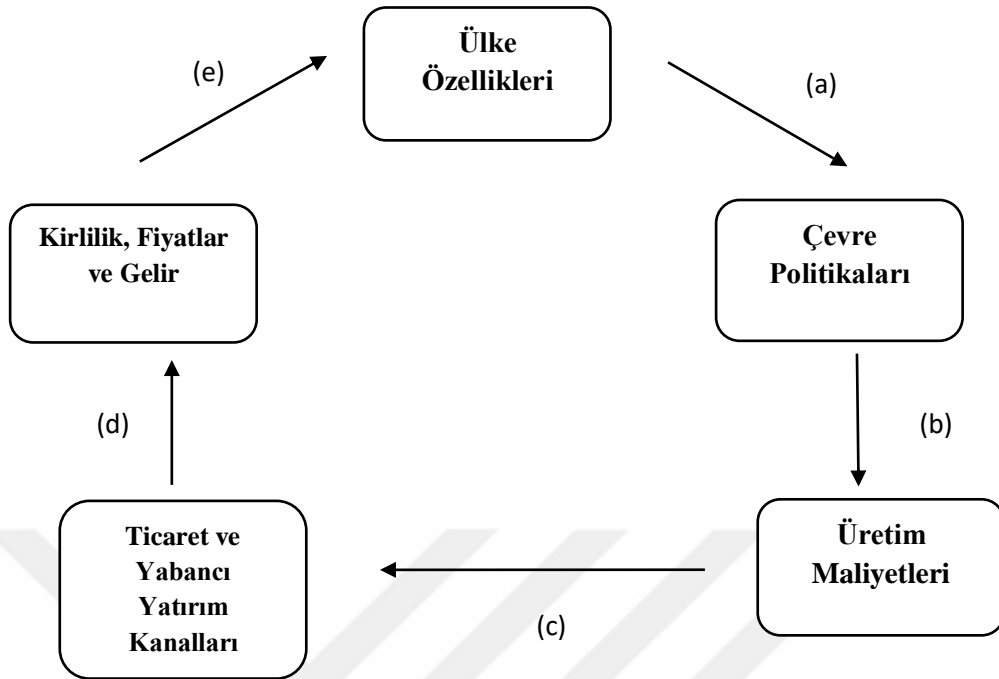 Ülke
Özellikleri
(e)
(a)
Kirlilik, Fiyatlar
ve Gelir
Çevre
Politikaları
(d)
(b)
Ticaret ve
Yabancı
Yatırım
Kanalları
Üretim
Maliyetleri
(c)